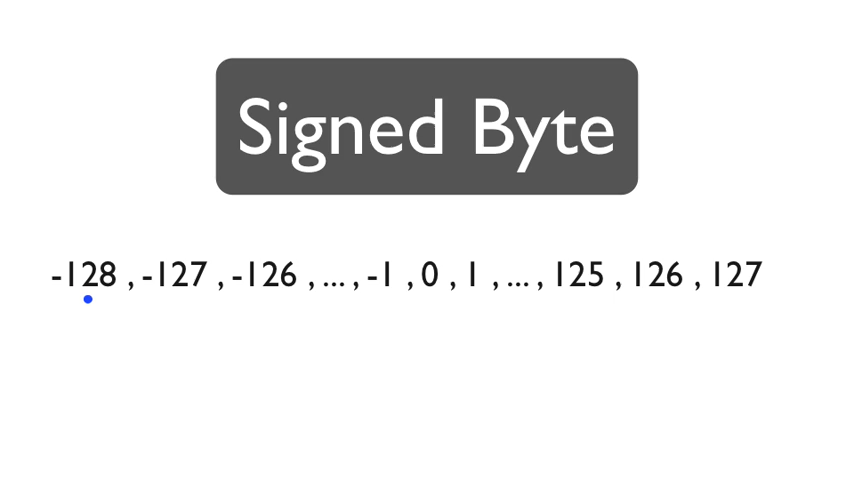 Signed Byte
-128 , -127 , -126 , ... , -1 , 0 , 1 , ... , 125 , 126 , 127